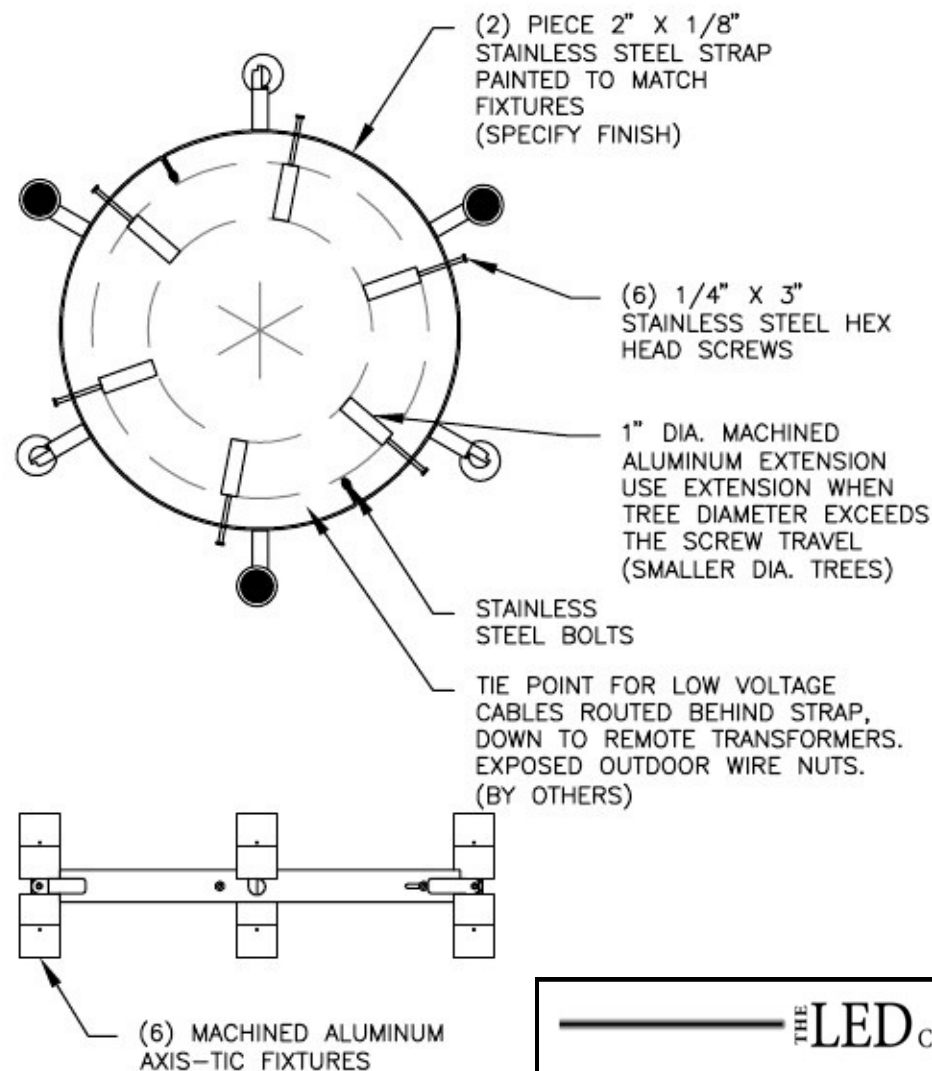 (2) PIECE 2" X 1/8"
STAINLESS STEEL STRAP
PAINTED TO MATCH
FIXTURES
(SPECIFY FINISH)
(6) 1/4" X 3"
STAINLESS STEEL HEX
HEAD SCREWS
1" DIA. MACHINED
ALUMINUM EXTENSION
USE EXTENSION WHEN
TREE DIAMETER EXCEEDS
THE SCREW TRAVEL
(SMALLER DIA. TREES)
STAINLESS
STEEL BOLTS
TIE POINT FOR LOW VOLTAGE
CABLES ROUTED BEHIND STRAP,
DOWN TO REMOTE TRANSFORMERS.
EXPOSED OUTDOOR WIRE NUTS.
(BY OTHERS)
(6) MACHINED ALUMINUM
AXIS-TIC FIXTURES
THE LED